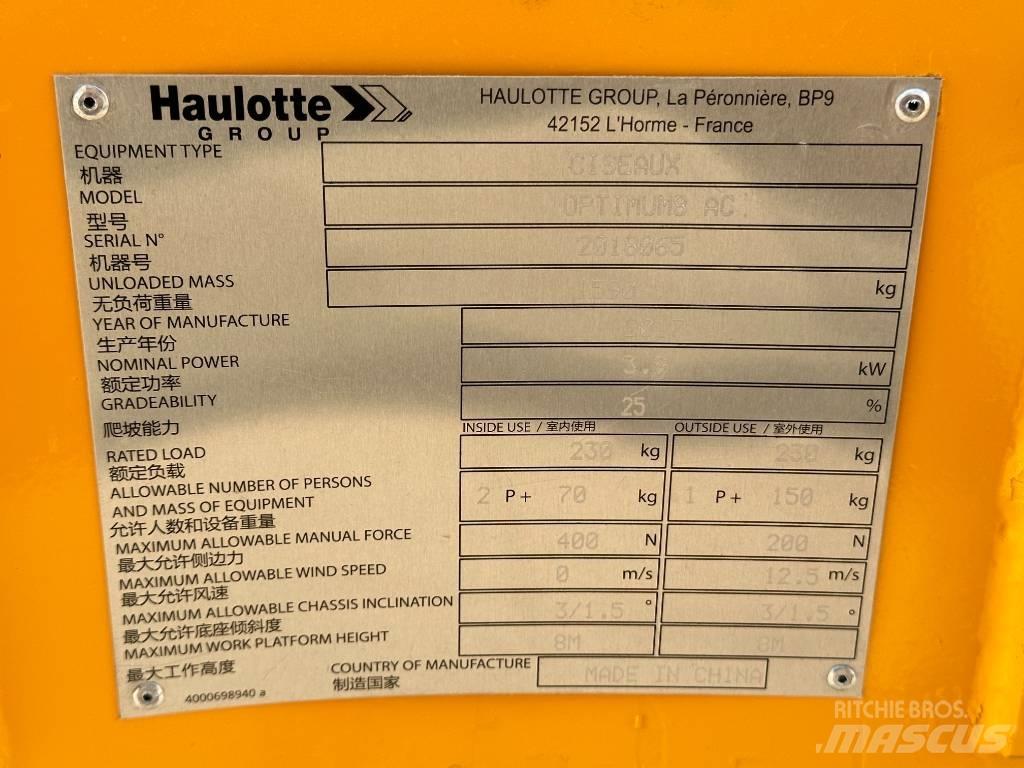 Haulotte
GROUP
HAULOTTE GROUP, La Péronnière, BP9
42152 L'Horme - France
EQUIPMENT TYPE CISEAUX
机器
MODEL OPTIMUM8 AC.
型号
SERIAL N° 2018065
机器号
UNLOADED MASS kg
无负荷重量
YEAR OF MANUFACTURE
生产年份
NOMINAL POWER kW
额定功率
GRADEABILITY 25 %
爬坡能力
INSIDE USE / 室内使用 OUTSIDE USE / 室外使用
RATED LOAD 230 kg 230 kg
额定负载
ALLOWABLE NUMBER OF PERSONS
AND MASS OF EQUIPMENT 2 P + 70 kg 1 P + 150 kg
允许人数和设备重量
MAXIMUM ALLOWABLE MANUAL FORCE 400 N 200 N
最大允许侧边力
MAXIMUM ALLOWABLE WIND SPEED 0 m/s 12.5 m/s
最大允许风速
MAXIMUM ALLOWABLE CHASSIS INCLINATION 3/1.5 ° 3/1.5 °
最大允许底座倾斜度
MAXIMUM WORK PLATFORM HEIGHT 8M 8M
最大工作高度
COUNTRY OF MANUFACTURE MADE IN CHINA
制造国家
4000698940 a
RITCHIE BROS.
MASCUS